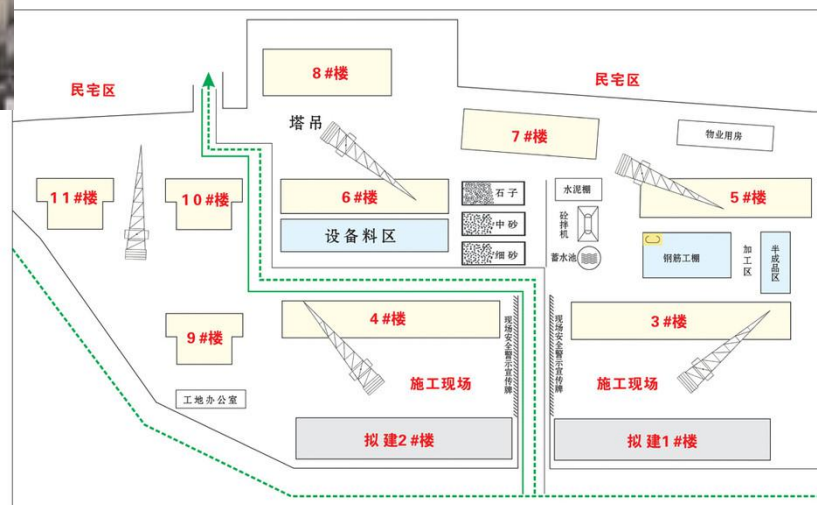 8#楼
民宅区
民宅区
塔吊
7#楼
物业用房
11#楼
10#楼
6#楼
石子
水泥棚
5#楼
设备料区
中砂
砼拌机
细砂
蓄水池
钢筋工棚
加工区
半成品区
4#楼
现场安全警示宣传牌
现场安全警示宣传牌
3#楼
9#楼
施工现场
施工现场
工地办公室
拟建2#楼
拟建1#楼